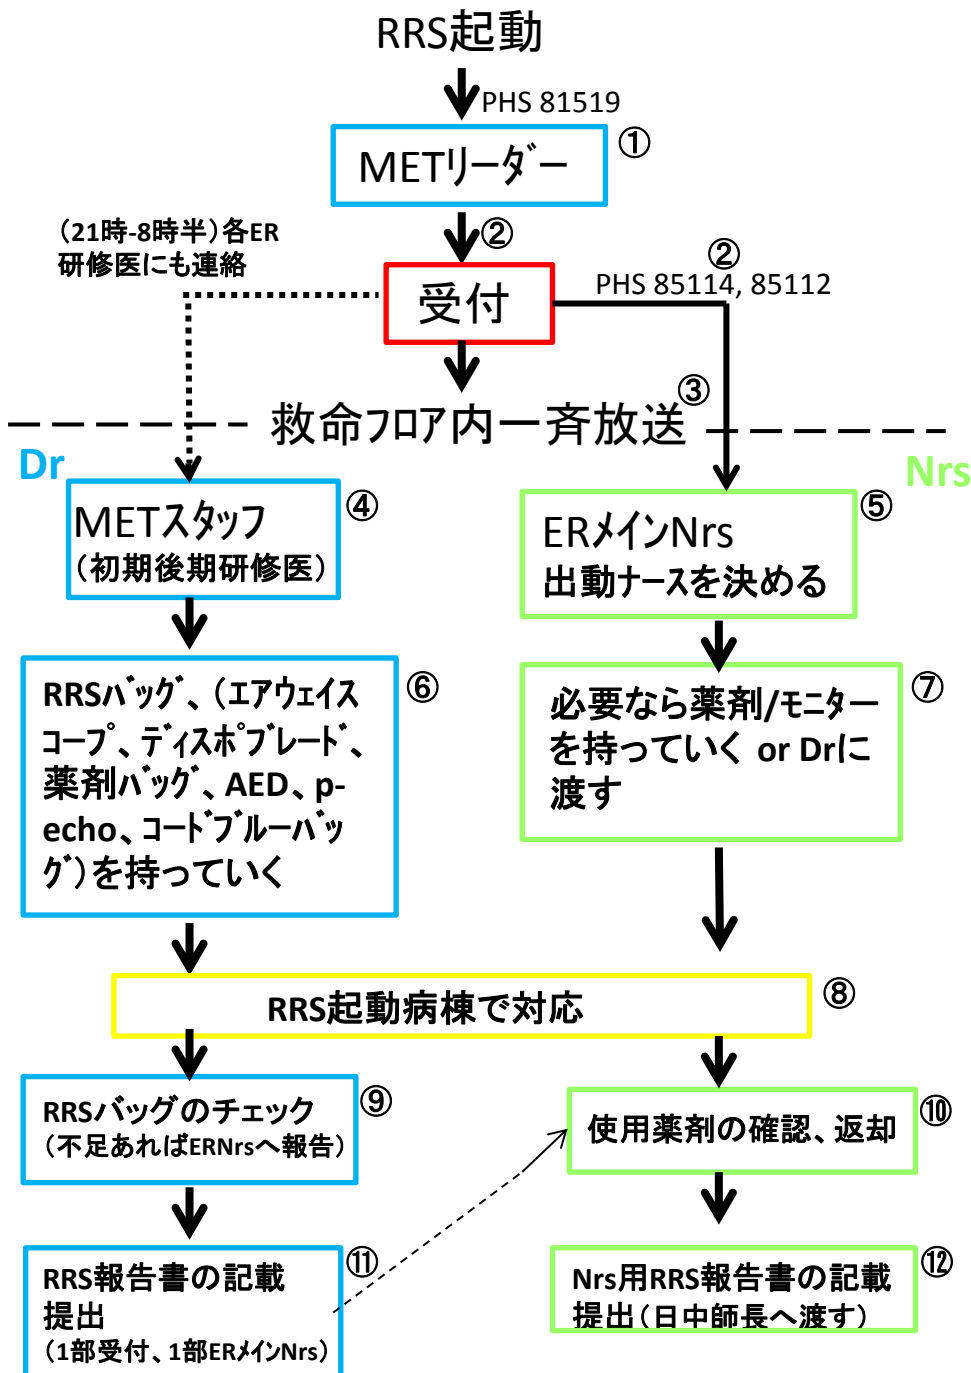 RRS起動
PHS 81519
①
METリーダー
②
(21時-8時半)各ER
研修医にも連絡
受付
②
PHS 85114, 85112
③
救命フロア内一斉放送
Dr
Nrs
④
METスタッフ
(初期後期研修医)
⑤
ERメインNrs
出動ナースを決める
⑥
RRSバッグ、(エアウェイス
コープ、ディスポブレード、
薬剤バッグ、AED、p-
echo、コードブルーバッ
グ)を持っていく
⑦
必要なら薬剤/モニター
を持っていく or Drに
渡す
⑧
RRS起動病棟で対応
⑨
RRSバッグのチェック
(不足あればERNrsへ報告)
⑩
使用薬剤の確認、返却
⑪
RRS報告書の記載
提出
(1部受付、1部ERメインNrs)
⑫
Nrs用RRS報告書の記載
提出(日中師長へ渡す)